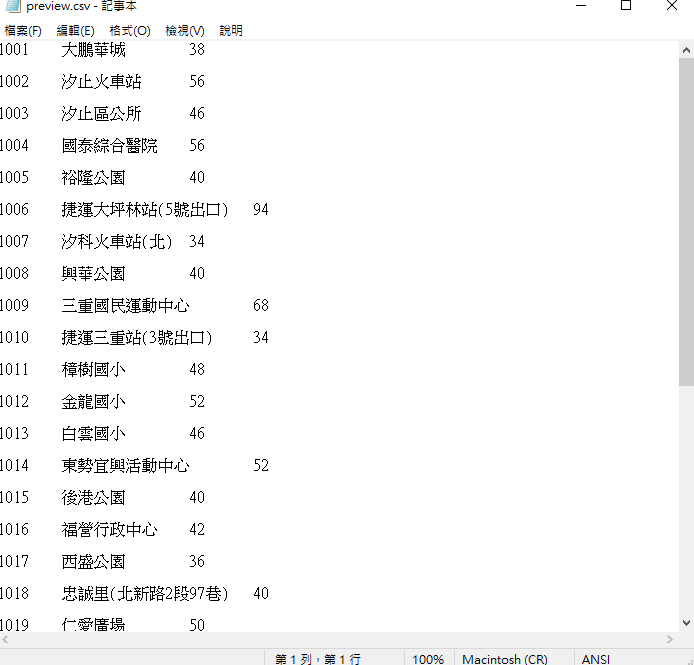 preview.csv - 記事本
檔案(F) 編輯(E) 格式(O) 檢視(V) 說明
1001 大鵬華城 38
1002 汐止火車站 56
1003 汐止區公所 46
1004 國泰綜合醫院 56
1005 裕隆公園 40
1006 捷運大坪林站(5號出口) 94
1007 汐科火車站(北) 34
1008 興華公園 40
1009 三重國民運動中心 68
1010 捷運三重站(3號出口) 34
1011 樟樹國小 48
1012 金龍國小 52
1013 白雲國小 46
1014 東勢宜興活動中心 52
1015 後港公園 40
1016 福營行政中心 42
1017 西盛公園 36
1018 忠誠里(北新路2段97巷) 40
1019 仁愛廣場 50
第 1 列，第 1 行 100% Macintosh (CR) ANSI